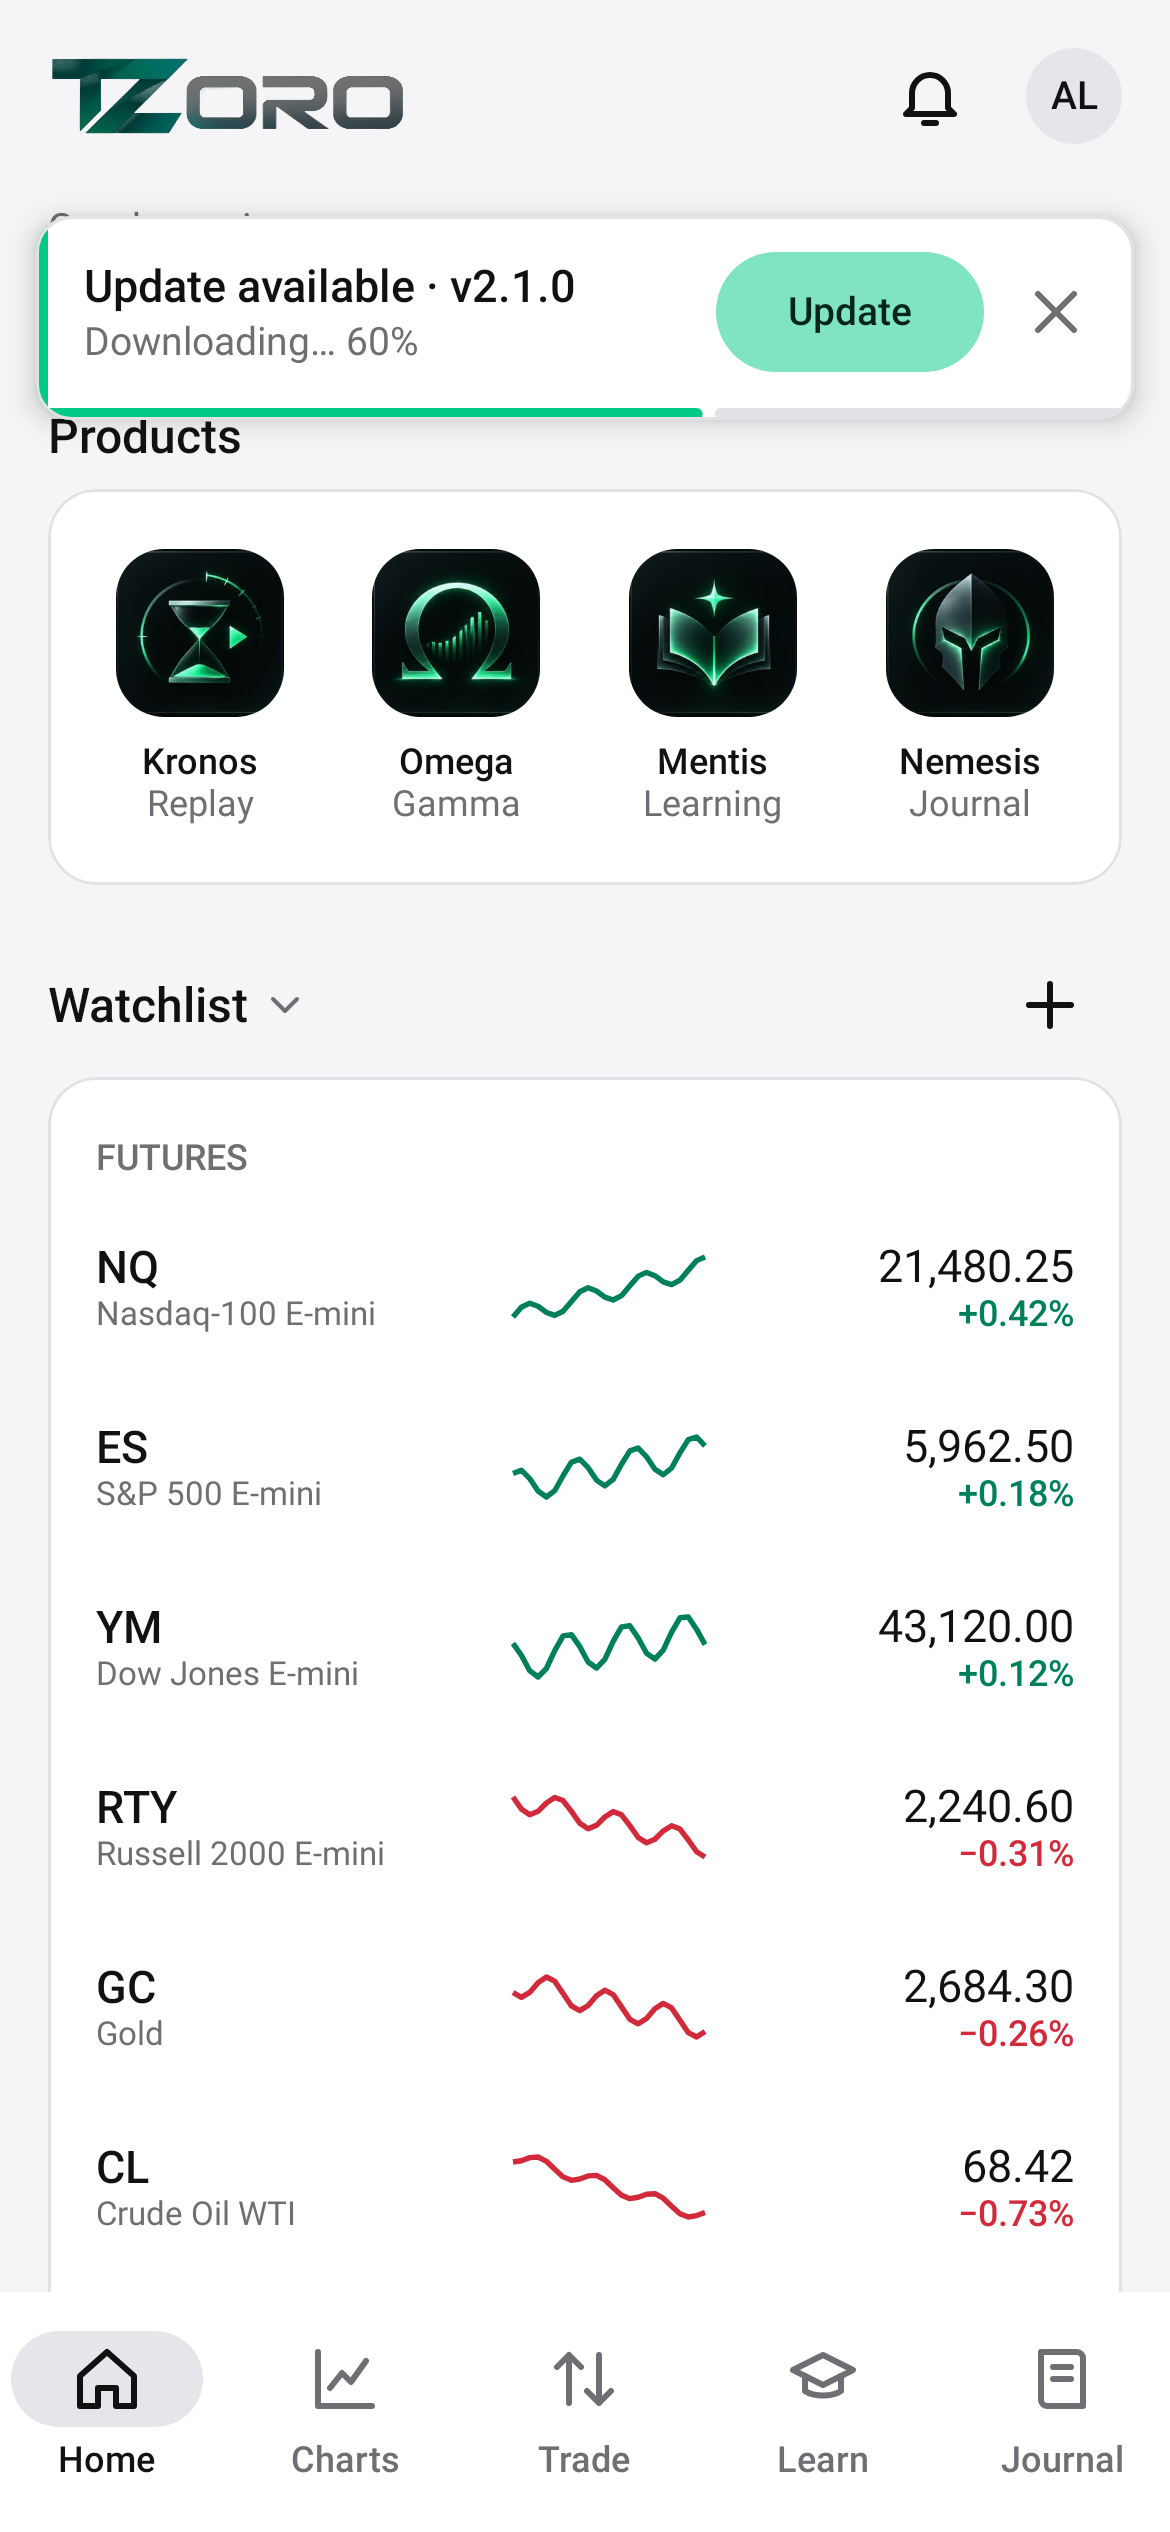 TZORO
AL
Update available · v2.1.0
Downloading... 60%
Update
Products
Kronos
Replay
Omega
Gamma
Mentis
Learning
Nemesis
Journal
Watchlist
FUTURES
NQ
Nasdaq-100 E-mini
21,480.25
+0.42%
ES
S&P 500 E-mini
5,962.50
+0.18%
YM
Dow Jones E-mini
43,120.00
+0.12%
RTY
Russell 2000 E-mini
2,240.60
−0.31%
GC
Gold
2,684.30
−0.26%
CL
Crude Oil WTI
68.42
−0.73%
Home
Charts
Trade
Learn
Journal